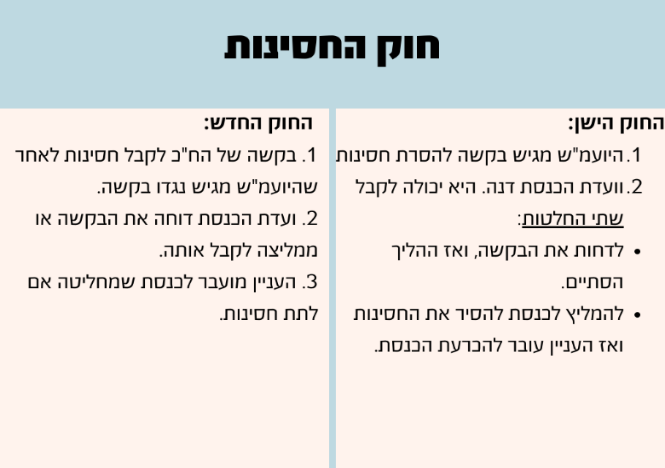 חוק החסינות
החוק הישן:
1. היועמ"ש מגיש בקשה להסרת חסינות
2. וועדת הכנסת דנה. היא יכולה לקבל
שתי החלטות:
• לדחות את הבקשה, ואז ההליך
הסתיים.
• להמליץ לכנסת להסיר את החסינות
ואז העניין עובר להכרעת הכנסת.
החוק החדש:
1. בקשה של הח"כ לקבל חסינות לאחר
שהיועמ"ש מגיש נגדו בקשה.
2. ועדת הכנסת דוחה את הבקשה או
ממליצה לקבל אותה.
3. העניין מועבר לכנסת שמחליטה אם
לתת חסינות.